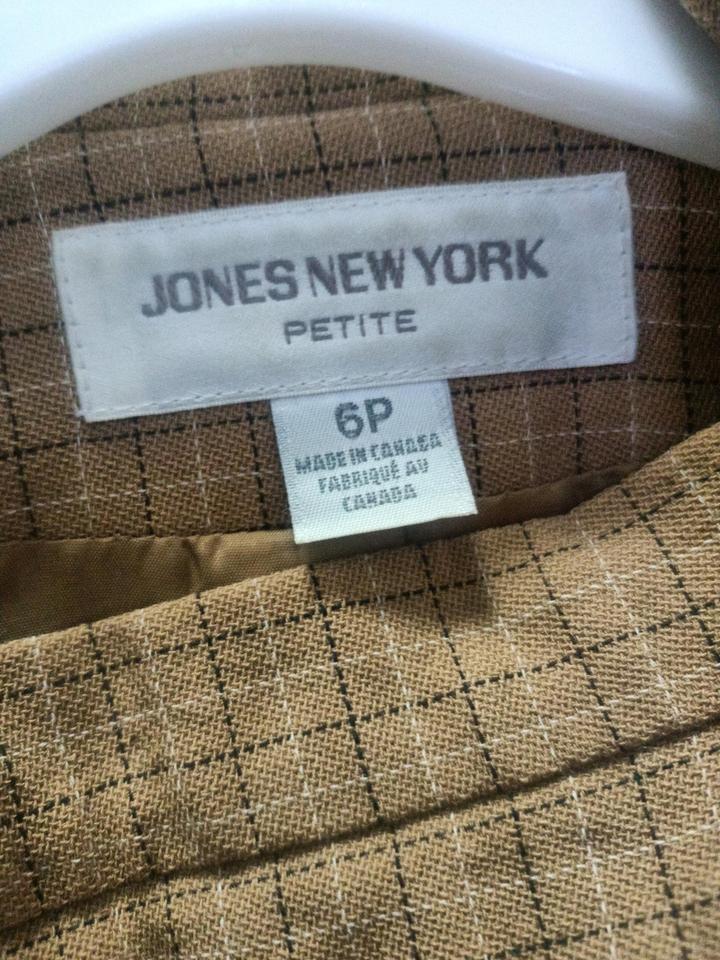 JONES NEW YORK
PETITE
6P
MADE IN CANADA
FABRIQUÉ AU
CANADA